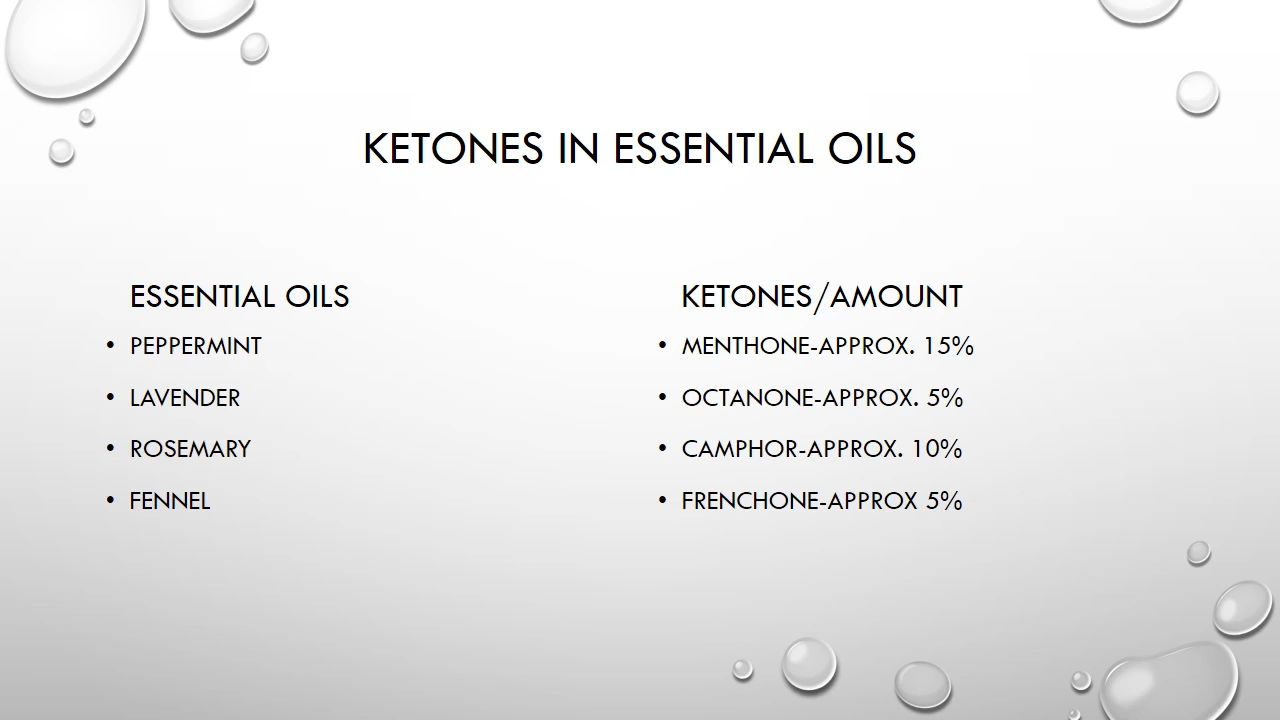 KETONES IN ESSENTIAL OILS
ESSENTIAL OILS
• PEPPERMINT
• LAVENDER
• ROSEMARY
• FENNEL
KETONES/AMOUNT
• MENTHONE-APPROX. 15%
• OCTANONE-APPROX. 5%
• CAMPHOR-APPROX. 10%
• FRENCHONE-APPROX 5%